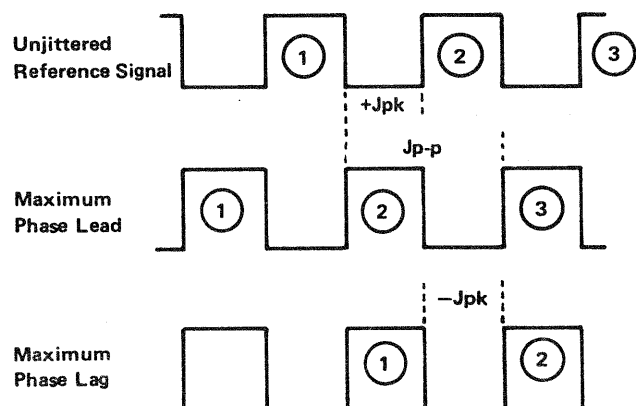 Unjittered
Reference Signal
1
2
3
+Jpk
Jp-p
Maximum
Phase Lead
1
2
3
—Jpk
Maximum
Phase Lag
1
2